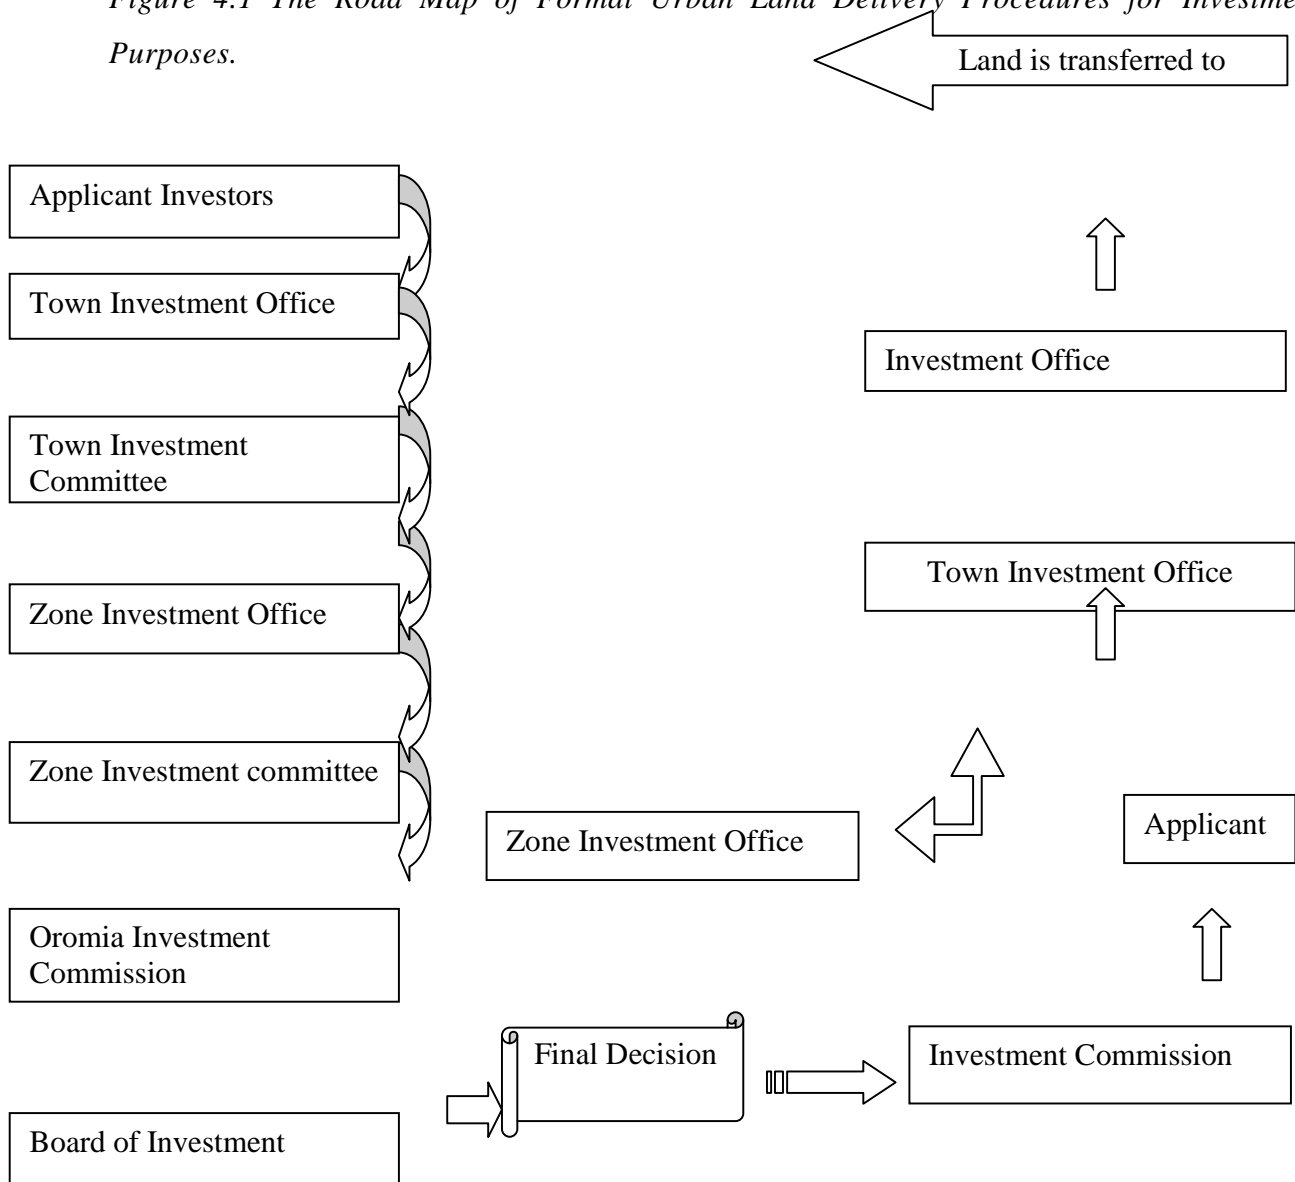 Figure 4.1 The Road Map of Formal Urban Land Delivery Procedures for
Purposes.
Land is transferred to
Applicant Investors
Town Investment Office
Town Investment
Committee
Zone Investment Office
Zone Investment committee
Oromia Investment
Commission
Board of Investment
Final Decision
Investment Commission
Applicant
Zone Investment Office
Town Investment Office
Investment Office